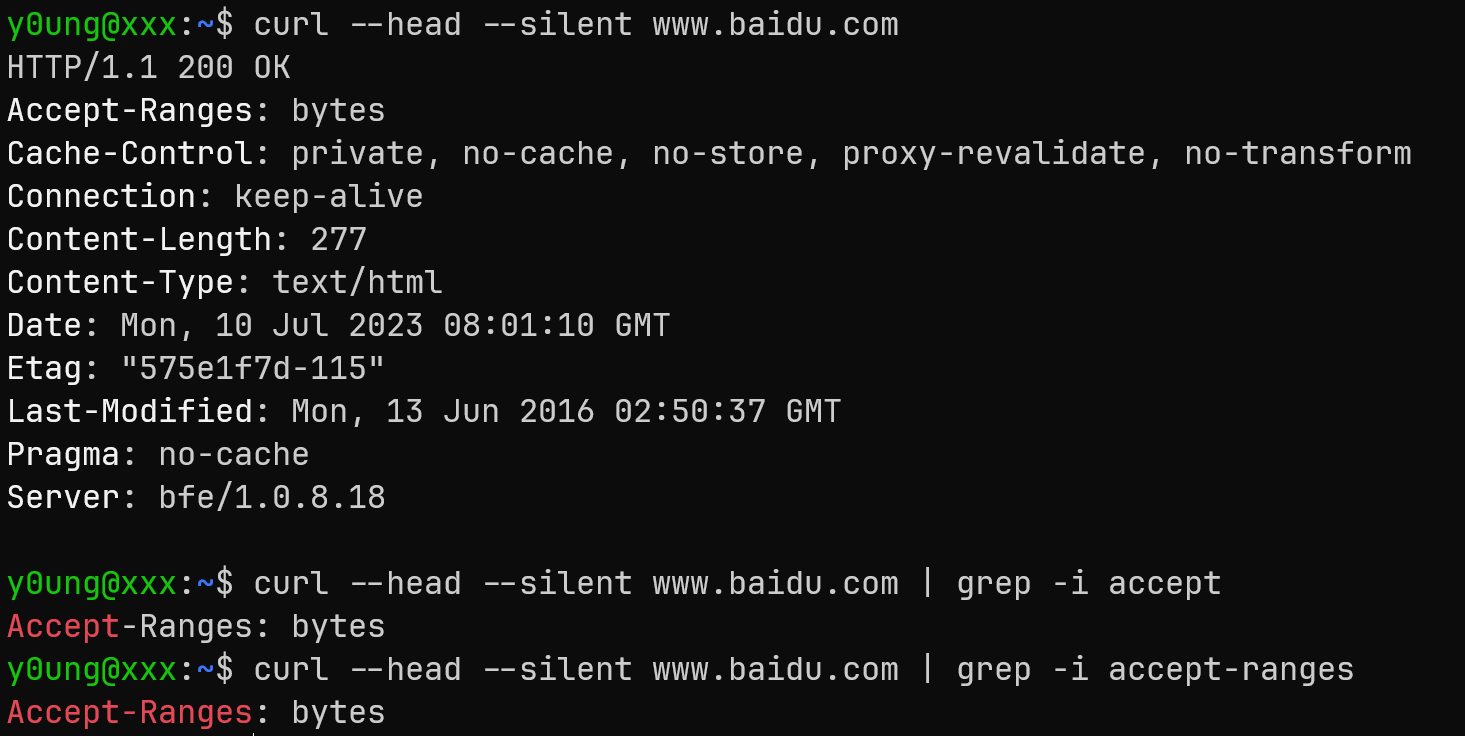 y0ung@xxx:~$ curl --head --silent www.baidu.com
HTTP/1.1 200 OK
Accept-Ranges: bytes
Cache-Control: private, no-cache, no-store, proxy-revalidate, no-transform
Connection: keep-alive
Content-Length: 277
Content-Type: text/html
Date: Mon, 10 Jul 2023 08:01:10 GMT
Etag: "575e1f7d-115"
Last-Modified: Mon, 13 Jun 2016 02:50:37 GMT
Pragma: no-cache
Server: bfe/1.0.8.18
y0ung@xxx:~$ curl --head --silent www.baidu.com | grep -i accept
Accept-Ranges: bytes
y0ung@xxx:~$ curl --head --silent www.baidu.com | grep -i accept-ranges
Accept-Ranges: bytes